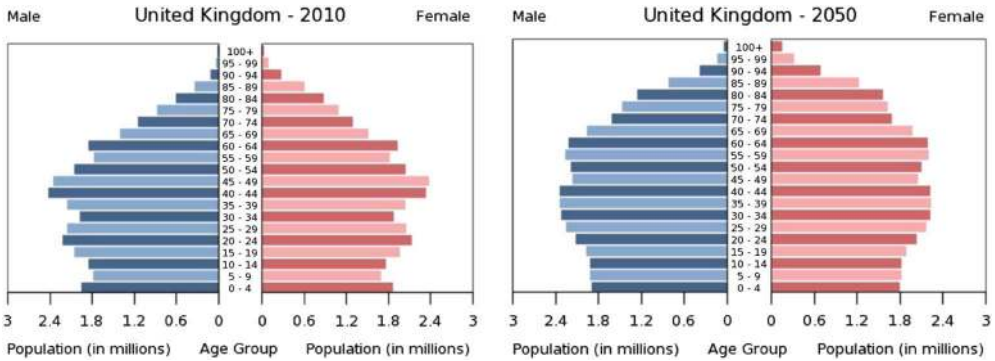 Male United Kingdom - 2010 Female
100+
95 - 99
90 - 94
85 - 89
80 - 84
75 - 79
70 - 74
65 - 69
60 - 64
55 - 59
50 - 54
45 - 49
40 - 44
35 - 39
30 - 34
25 - 29
20 - 24
15 - 19
10 - 14
5 - 9
0 - 4
3 2.4 1.8 1.2 0.6 0 0 0.6 1.2 1.8 2.4 3
Population (in millions) Age Group Population (in millions)
Male United Kingdom - 2050 Female
100+
95 - 99
90 - 94
85 - 89
80 - 84
75 - 79
70 - 74
65 - 69
60 - 64
55 - 59
50 - 54
45 - 49
40 - 44
35 - 39
30 - 34
25 - 29
20 - 24
15 - 19
10 - 14
5 - 9
0 - 4
3 2.4 1.8 1.2 0.6 0 0 0.6 1.2 1.8 2.4 3
Population (in millions) Age Group Population (in millions)